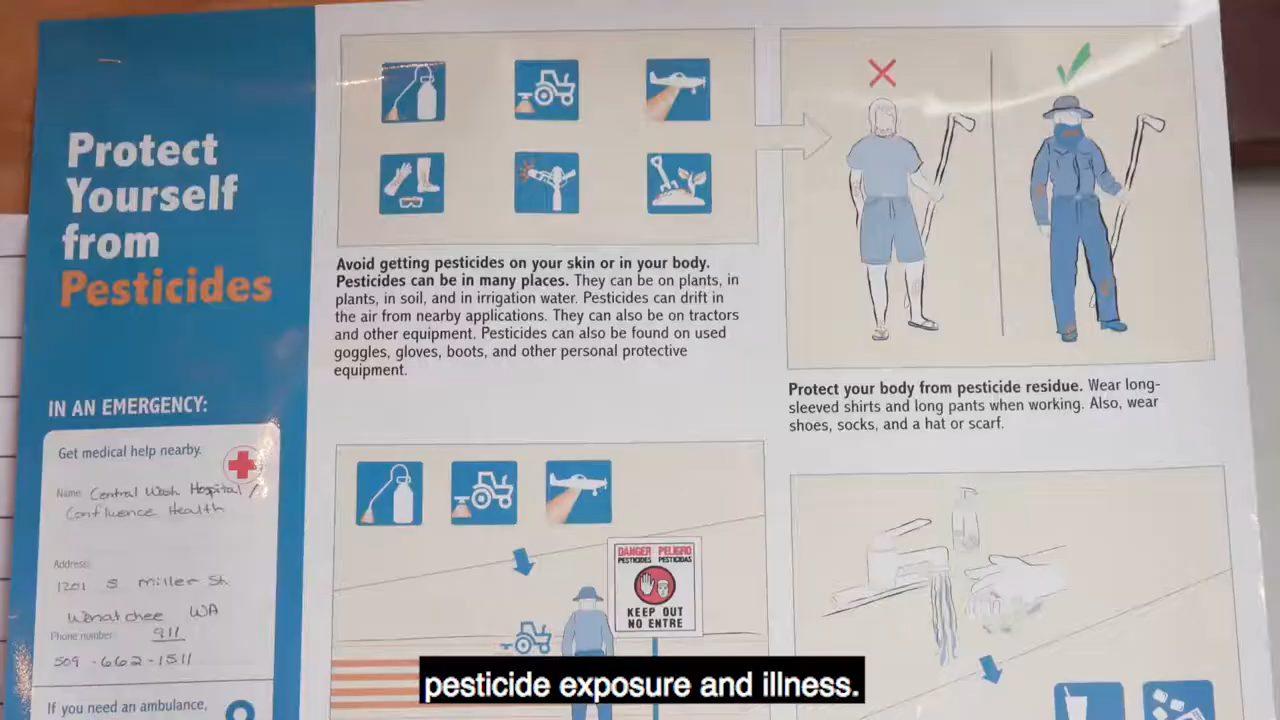 Protect
Yourself
from
Pesticides
IN AN EMERGENCY:
Get medical help nearby.
Name: Central Wash Hospital /
Confluence Health
Address:
1201 S Miller St.
Wenatchee WA
Phone number: 911
509-662-1511
If you need an ambulance,
Avoid getting pesticides on your skin or in your body.
Pesticides can be in many places. They can be on plants, in
plants, in soil, and in irrigation water. Pesticides can drift in
the air from nearby applications. They can also be on tractors
and other equipment. Pesticides can also be found on used
goggles, gloves, boots, and other personal protective
equipment.
Protect your body from pesticide residue. Wear long-
sleeved shirts and long pants when working. Also, wear
shoes, socks, and a hat or scarf.
DANGER PELIGRO
PESTICIDES PESTICIDAS
KEEP OUT
NO ENTRE
pesticide exposure and illness.